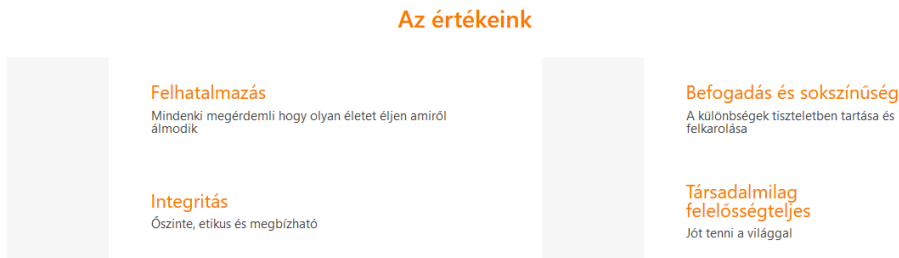 Az értékeink
Felhatalmazás
Mindenki megérdemli hogy olyan életet éljen amiről
álmodik
Integritás
Őszinte, etikus és megbízható
Befogadás és sokszínűség
A különbségek tiszteletben tartása és
felkarolása
Társadalmilag
felelősségteljes
Jót tenni a világgal